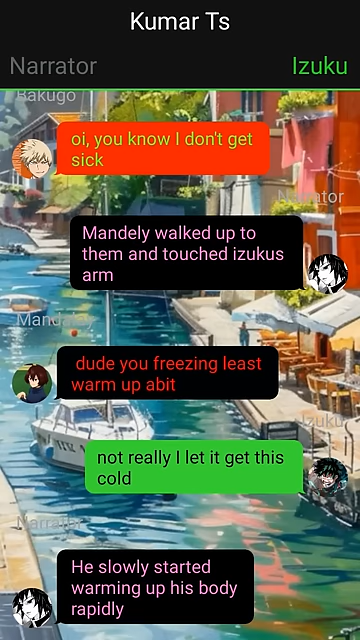 Kumar Ts
Narrator Izuku
Bakugo
oi, you know I don't get
sick
Narrator
Mandely walked up to
them and touched izukus
arm
dude you freezing least
warm up abit
Izuku
not really I let it get this
cold
Narrator
He slowly started
warming up his body
rapidly